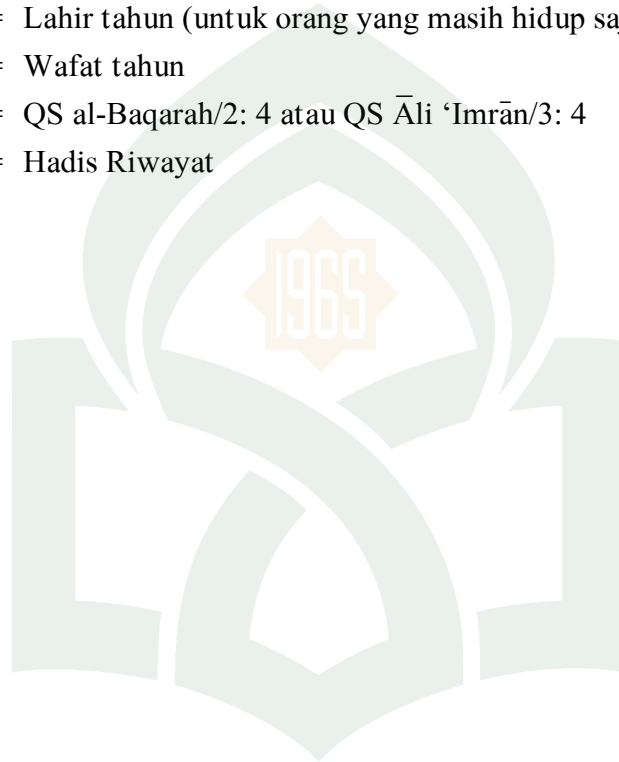 = Lahir tahun (untuk orang yang masih hidup
= Wafat tahun
= QS al-Baqarah/2: 4 atau QS Āli ‘Imrān/3: 4
= Hadis Riwayat
1965